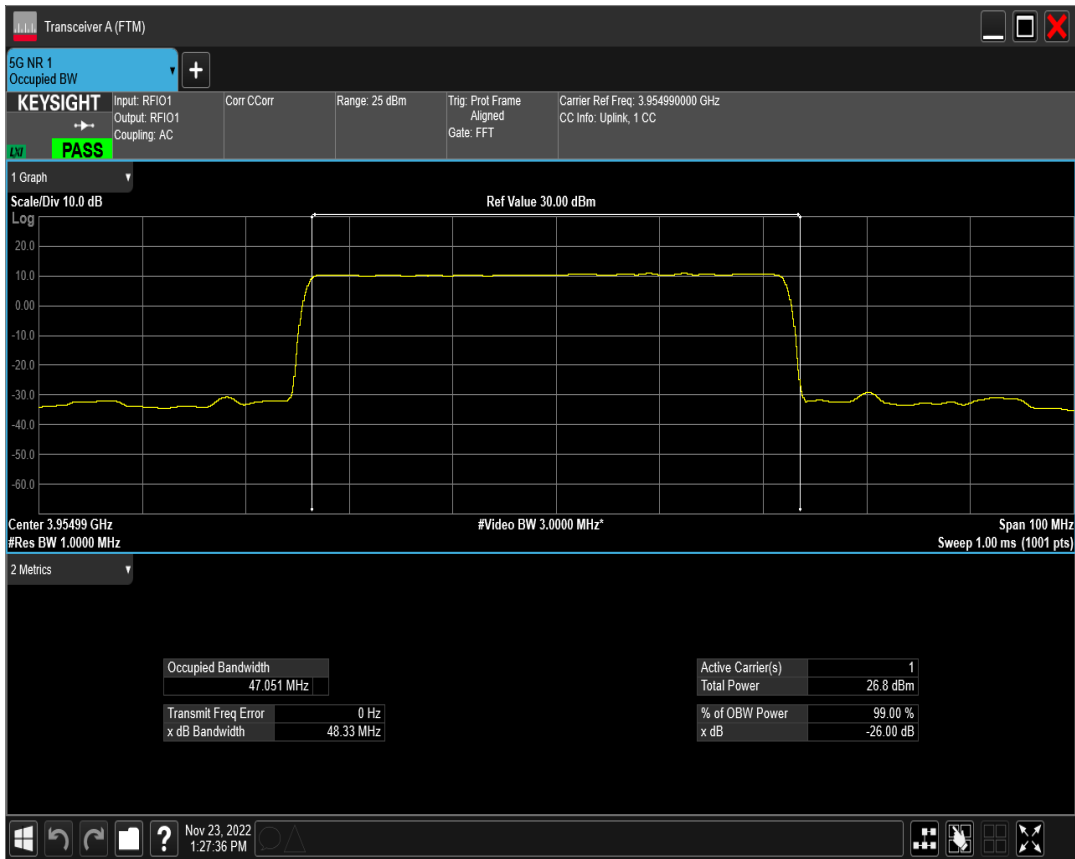 Transceiver A (FTM)
5G NR 1
Occupied BW
+
KEYSIGHT
LXI
PASS
Input: RFIO1
Output: RFIO1
Coupling: AC
Corr CCorr
Range: 25 dBm
Trig: Prot Frame
Aligned
Gate: FFT
Carrier Ref Freq: 3.954990000 GHz
CC Info: Uplink, 1 CC
1 Graph
Scale/Div 10.0 dB
Ref Value 30.00 dBm
Log
20.0
10.0
0.00
-10.0
-20.0
-30.0
-40.0
-50.0
-60.0
Center 3.95499 GHz
#Video BW 3.0000 MHz*
Span 100 MHz
#Res BW 1.0000 MHz
Sweep 1.00 ms (1001 pts)
2 Metrics
Occupied Bandwidth
47.051 MHz
Transmit Freq Error 0 Hz
x dB Bandwidth 48.33 MHz
Active Carrier(s) 1
Total Power 26.8 dBm
% of OBW Power 99.00 %
x dB -26.00 dB
?
Nov 23, 2022
1:27:36 PM